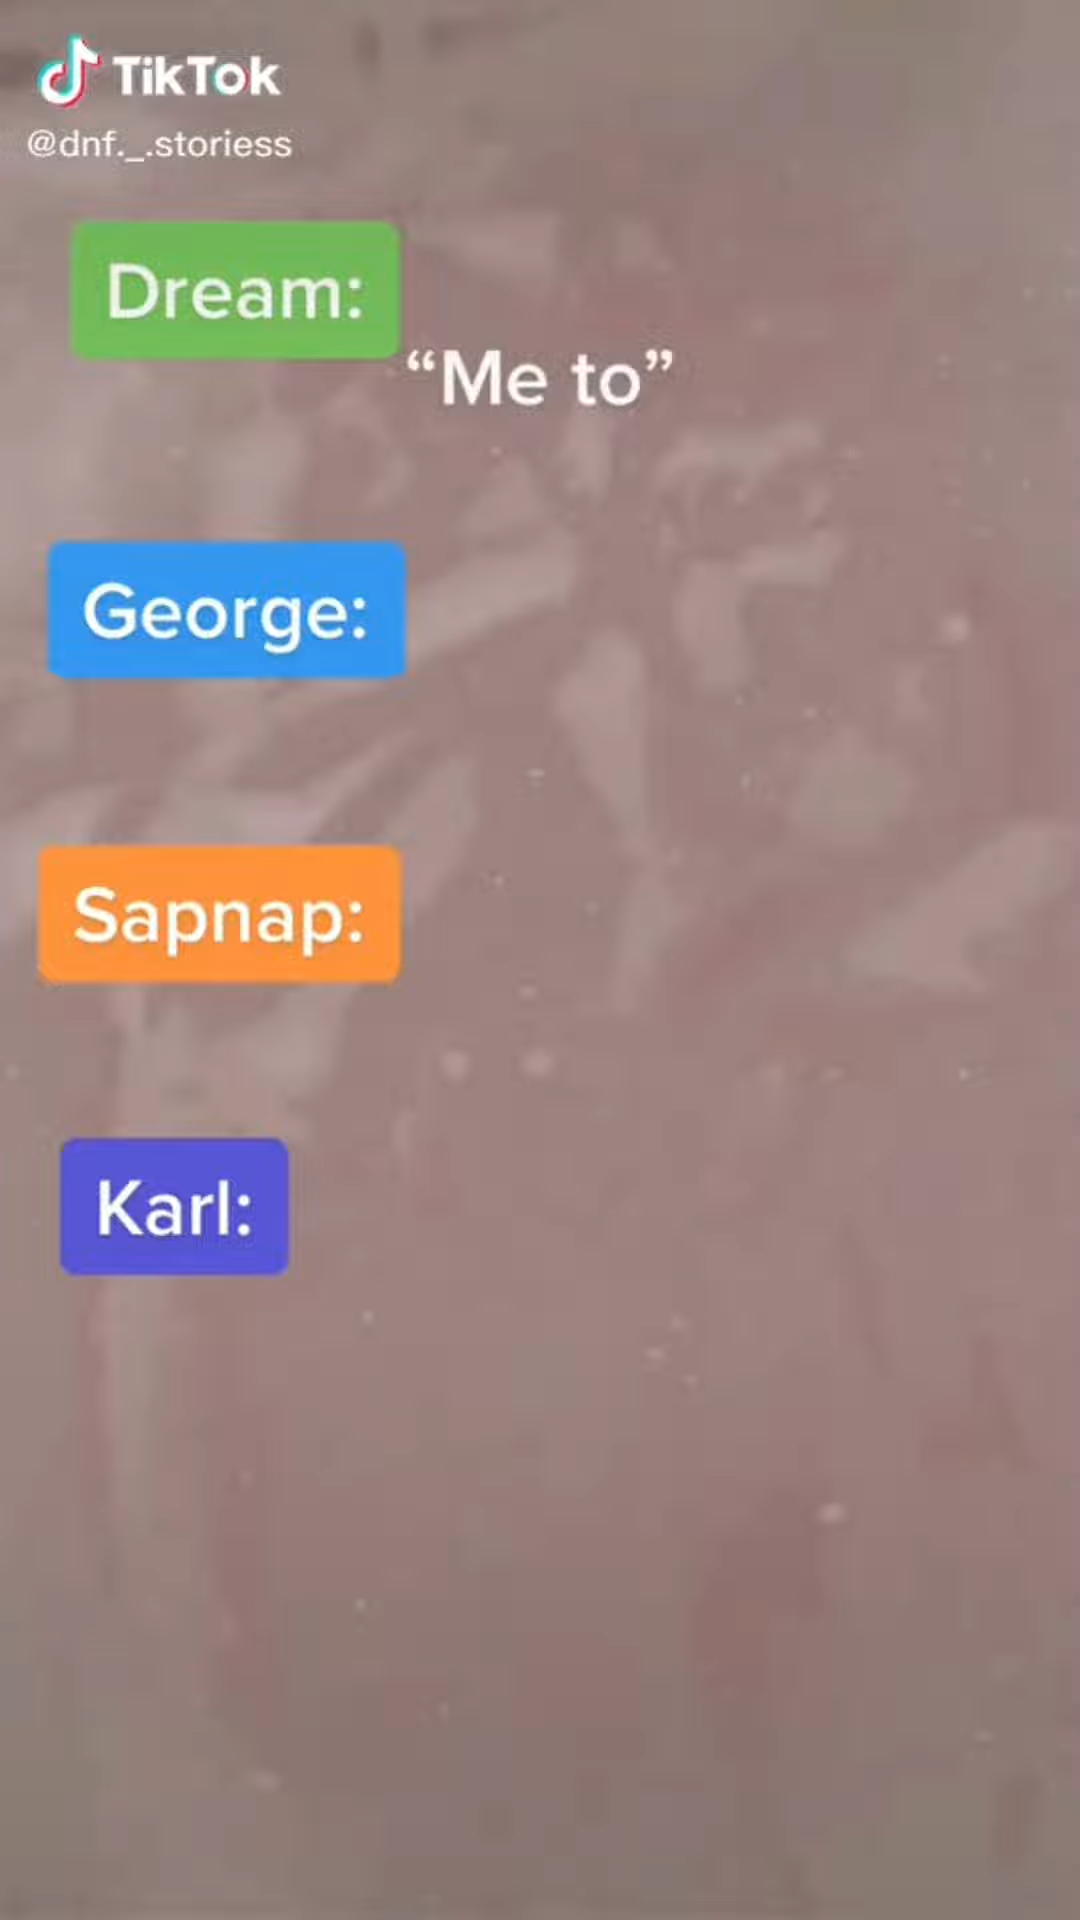 TikTok
@dnf._.storiess
Dream:
“Me to”
George:
Sapnap:
Karl: